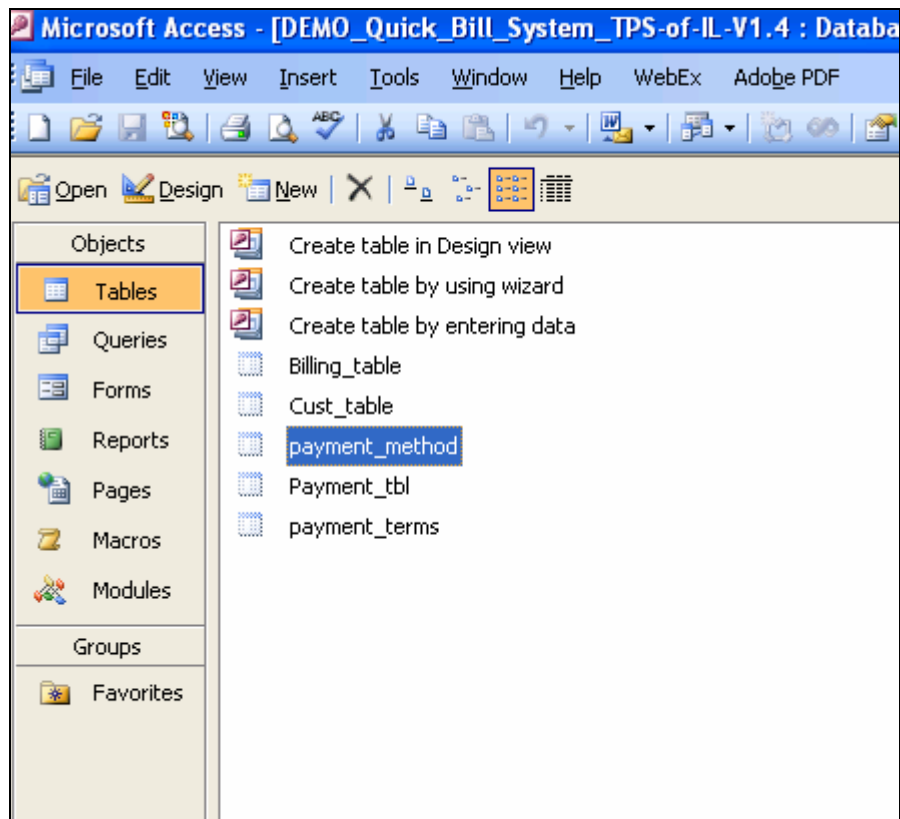 Microsoft Access - [DEMO_Quick_Bill_System_TPS-of-IL-V1.4 : Databa
File Edit View Insert Tools Window Help WebEx Adobe PDF
ABC
Open Design New
Objects
Tables
Queries
Forms
Reports
Pages
Macros
Modules
Groups
Favorites
Create table in Design view
Create table by using wizard
Create table by entering data
Billing_table
Cust_table
payment_method
Payment_tbl
payment_terms